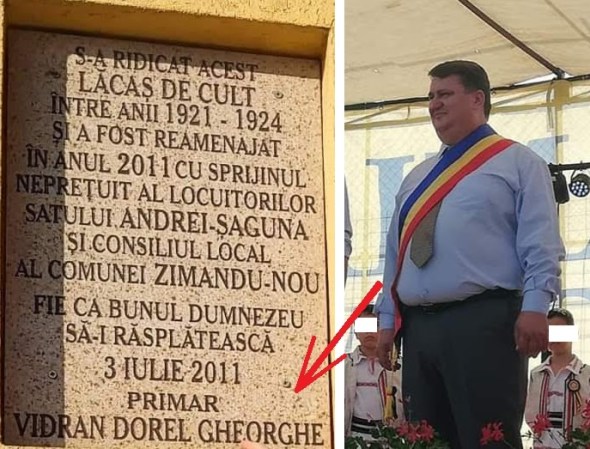 S-A RIDICAT ACEST
LĂCAS DE CULT
ÎNTRE ANII 1921 - 1924
ȘI A FOST REAMENAJAT
ÎN ANUL 2011 CU SPRIJINUL
NEPREȚUIT AL LOCUITORILOR
SATULUI ANDREI-ȘAGUNA
ȘI CONSILIUL LOCAL
AL COMUNEI ZIMANDU-NOU
FIE CA BUNUL DUMNEZEU
SĂ-I RĂSPLĂTEASCĂ
3 IULIE 2011
PRIMAR
VIDRAN DOREL GHEORGHE